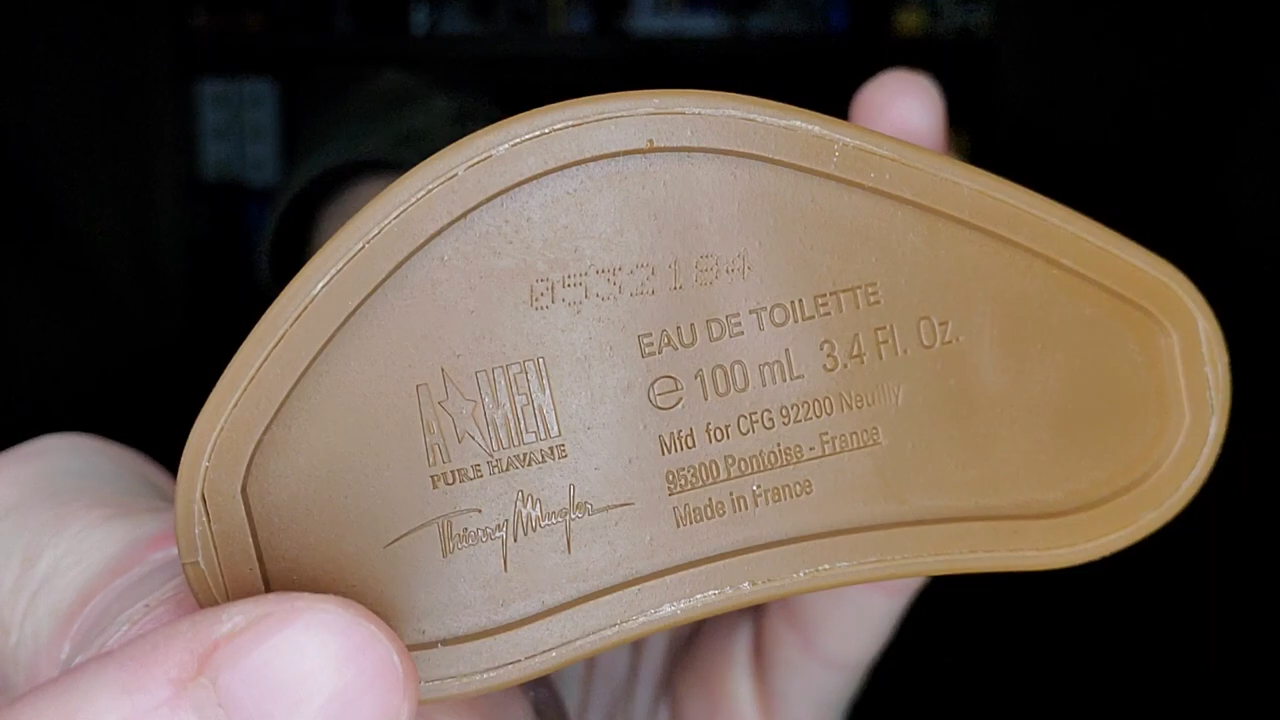 0532184
EAU DE TOILETTE
e 100 mL 3.4 Fl. Oz.
Mfd for CFG 92200 Neuilly
95300 Pontoise - France
Made in France
A★MEN
PURE HAVANE
Thierry Mugler